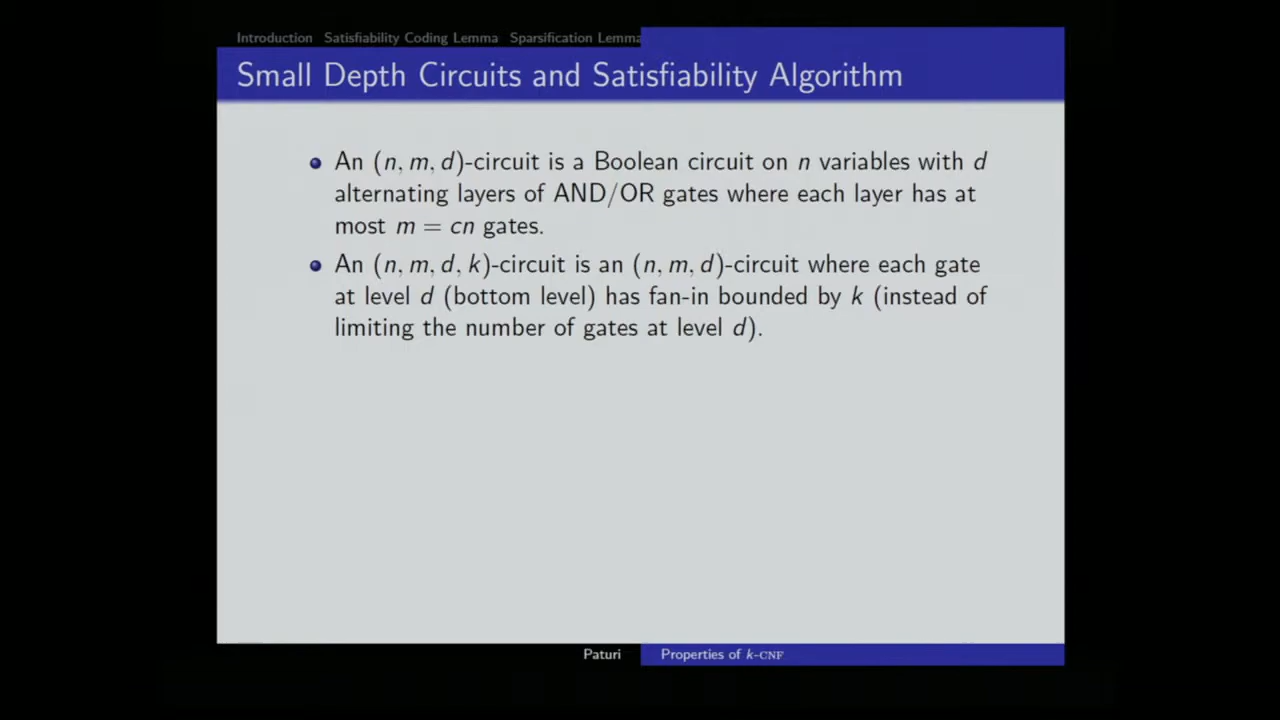 Introduction Satisfiability Coding Lemma Sparsification Lemma
Small Depth Circuits and Satisfiability Algorithm
An (n, m, d)-circuit is a Boolean circuit on n variables with d
alternating layers of AND/OR gates where each layer has at
most m = cn gates.
An (n, m, d, k)-circuit is an (n, m, d)-circuit where each gate
at level d (bottom level) has fan-in bounded by k (instead of
limiting the number of gates at level d).
Paturi Properties of k-CNF